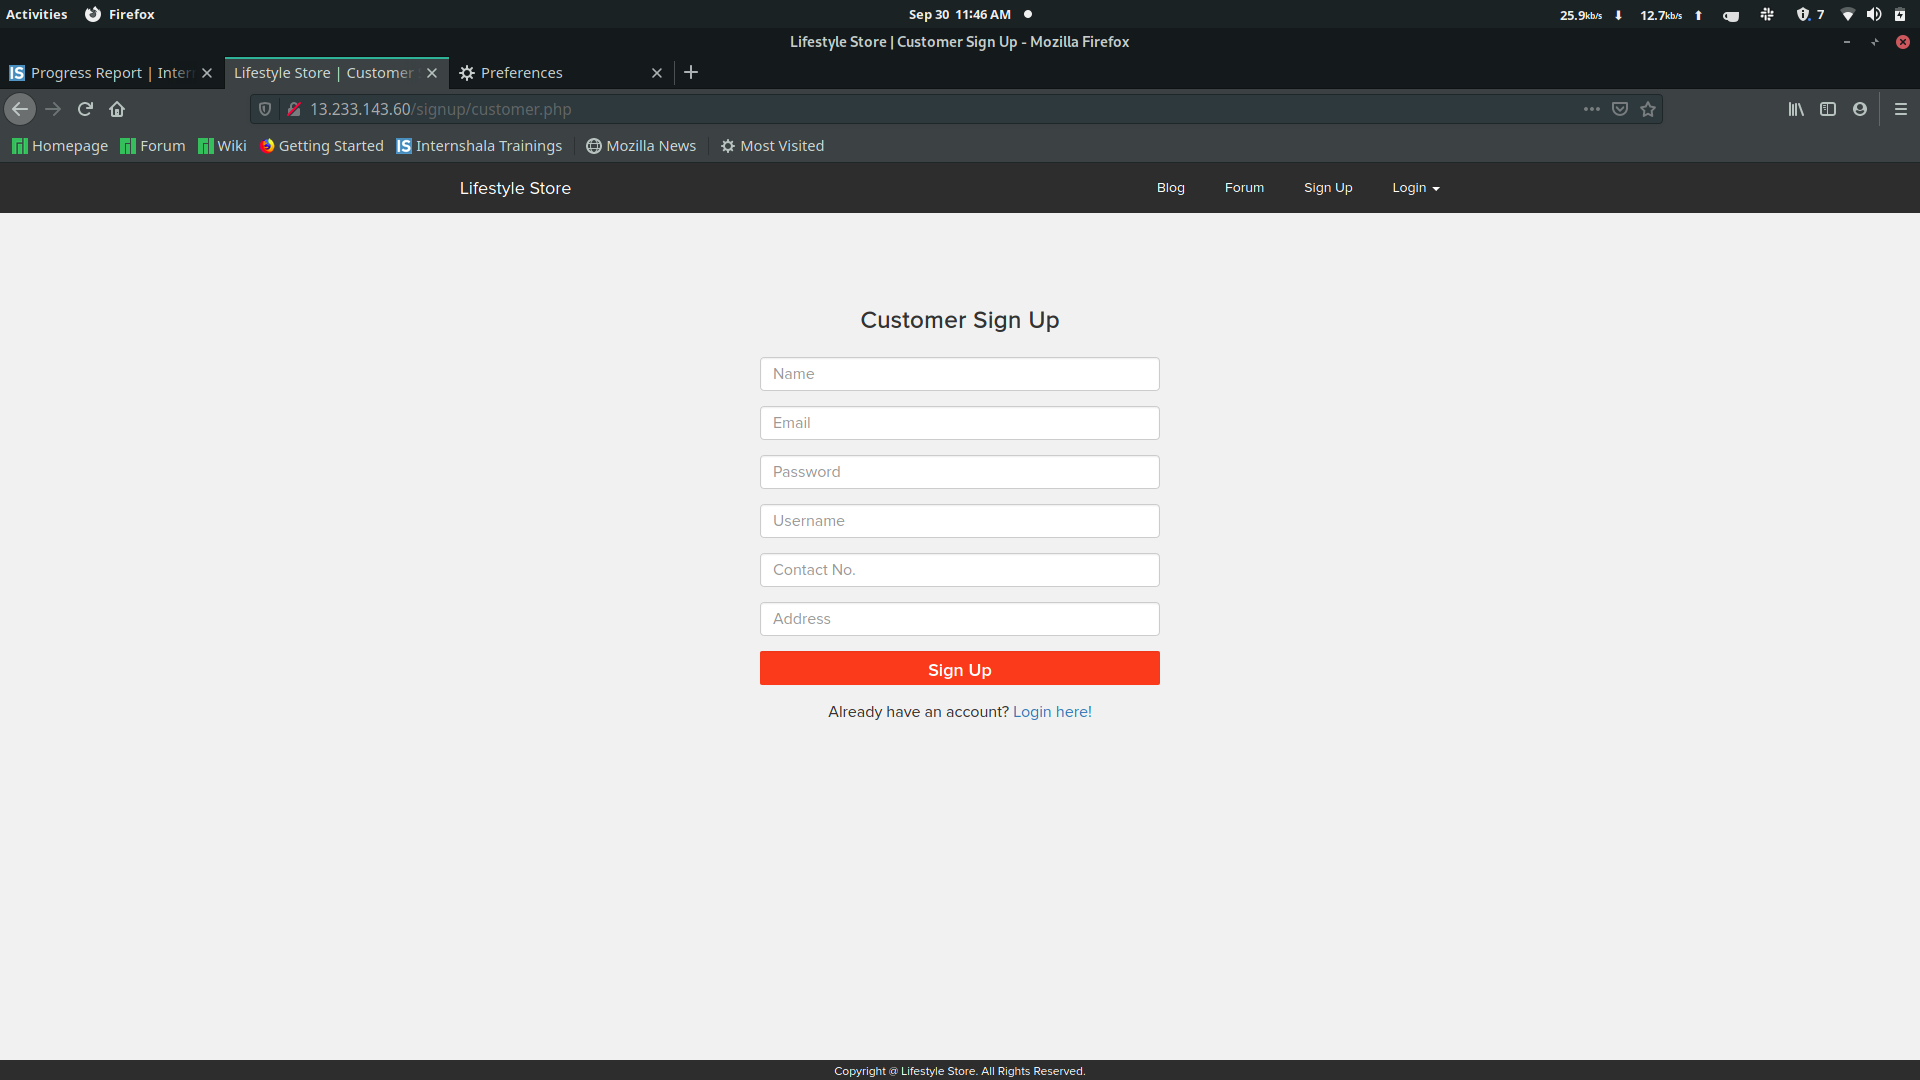 Activities Firefox Sep 30 11:46 AM 25.9kb/s 12.7kb/s 7
Lifestyle Store | Customer Sign Up - Mozilla Firefox
Progress Report | Inter Lifestyle Store | Customer Preferences
13.233.143.60/signup/customer.php
Homepage Forum Wiki Getting Started IS Internshala Trainings Mozilla News Most Visited
Lifestyle Store Blog Forum Sign Up Login
Customer Sign Up
Name
Email
Password
Username
Contact No.
Address
Sign Up
Already have an account? Login here!
Copyright @ Lifestyle Store. All Rights Reserved.